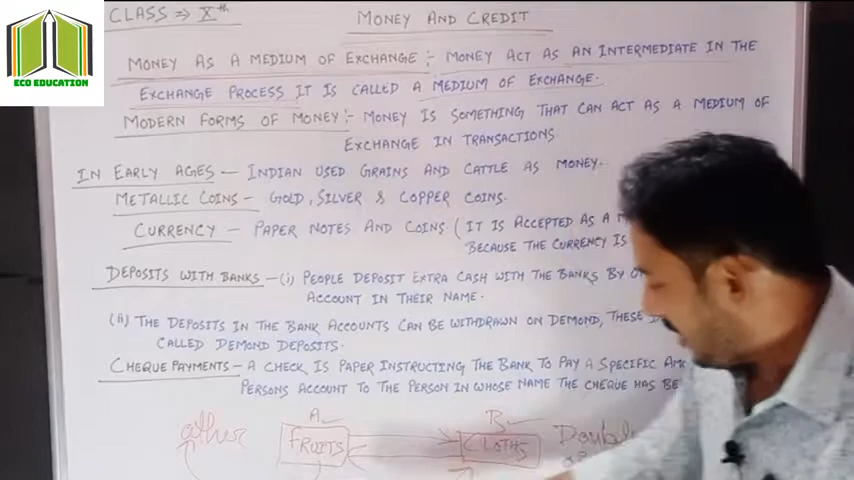 CLASS ⇒ Xth
MONEY AND CREDIT
ECO EDUCATION
MONEY AS A MEDIUM OF EXCHANGE :- MONEY ACT AS AN INTERMEDIATE IN THE
EXCHANGE PROCESS IT IS CALLED A MEDIUM OF EXCHANGE.
MODERN FORMS OF MONEY :- MONEY IS SOMETHING THAT CAN ACT AS A MEDIUM OF
EXCHANGE IN TRANSACTIONS.
IN EARLY AGES - INDIAN USED GRAINS AND CATTLE AS MONEY.
METALLIC COINS - GOLD, SILVER & COPPER COINS.
CURRENCY - PAPER NOTES AND COINS (IT IS ACCEPTED AS A
BECAUSE THE CURRENCY IS
DEPOSITS WITH BANKS - (i) PEOPLE DEPOSIT EXTRA CASH WITH THE BANKS BY
ACCOUNT IN THEIR NAME.
(ii) THE DEPOSITS IN THE BANK ACCOUNTS CAN BE WITHDRAWN ON DEMOND, THESE
CALLED DEMOND DEPOSITS.
CHEQUE PAYMENTS - A CHECK IS PAPER INSTRUCTING THE BANK TO PAY A SPECIFIC
PERSONS ACCOUNT TO THE PERSON IN WHOSE NAME THE CHEQUE HAS
A B
other FRUITS CLOTHS